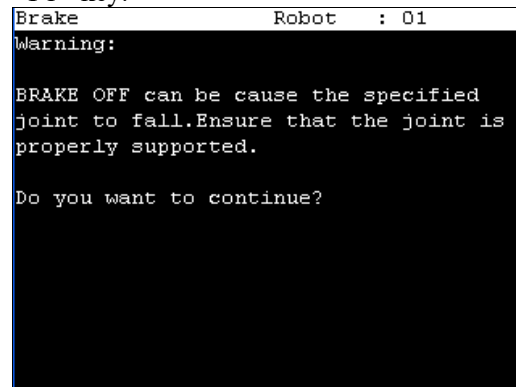 Brake Robot : 01
Warning:
BRAKE OFF can be cause the specified
joint to fall.Ensure that the joint is
properly supported.
Do you want to continue?